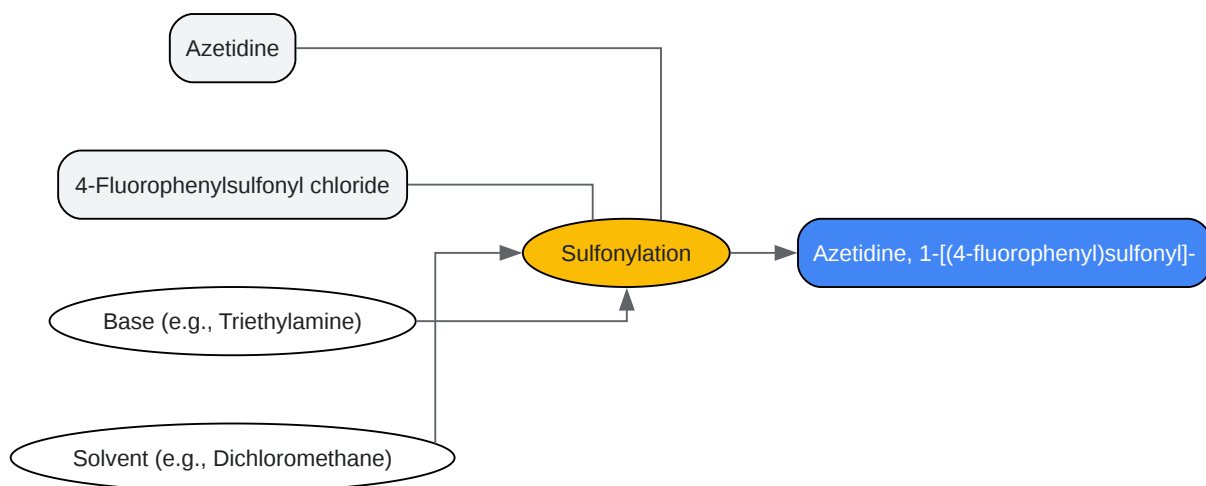 Azetidine
4-Fluorophenylsulfonyl chloride
Sulfonylation
Azetidine, 1-[(4-fluorophenyl)sulfonyl]-
Base (e.g., Triethylamine)
Solvent (e.g., Dichloromethane)